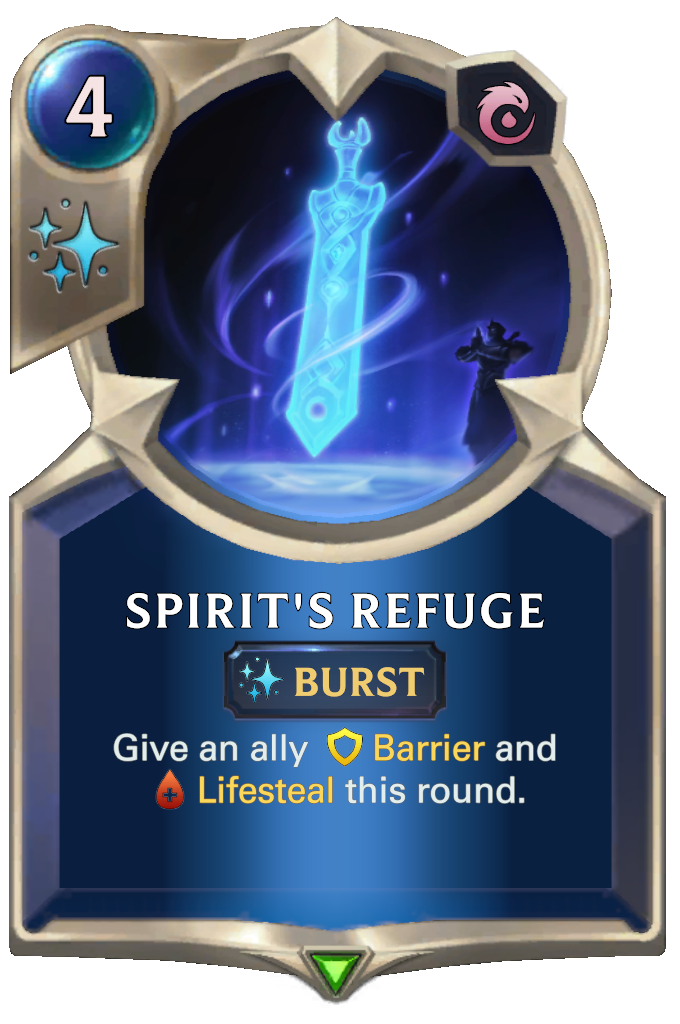 4
SPIRIT'S REFUGE
BURST
Give an ally Barrier and
Lifesteal this round.